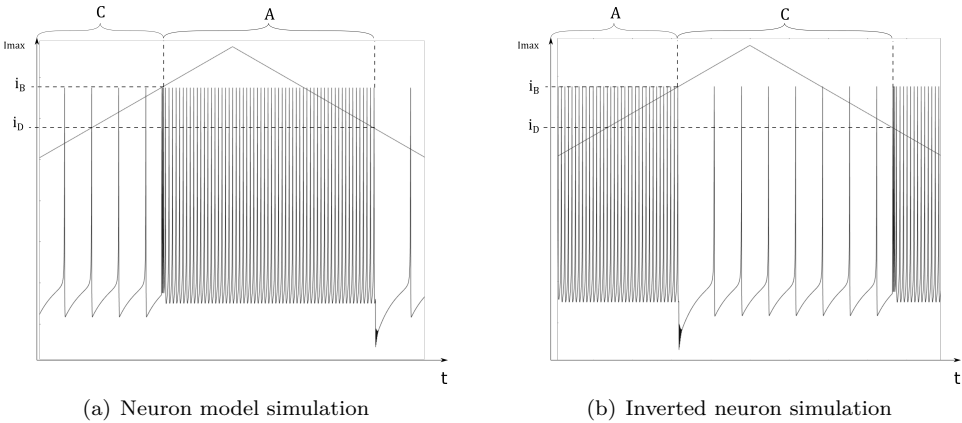 C A
Imax
iB
iD
t
(a) Neuron model simulation
A C
Imax
iB
iD
t
(b) Inverted neuron simulation